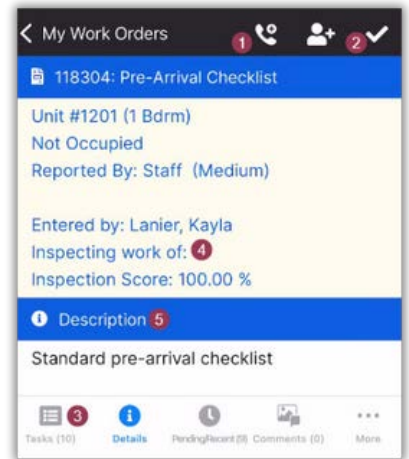 My Work Orders 1 2
118304: Pre-Arrival Checklist
Unit #1201 (1 Bdrm)
Not Occupied
Reported By: Staff (Medium)
Entered by: Lanier, Kayla
Inspecting work of: 4
Inspection Score: 100.00 %
Description 5
Standard pre-arrival checklist
3
Tasks (10) Details Pending/Recent (9) Comments (0) More